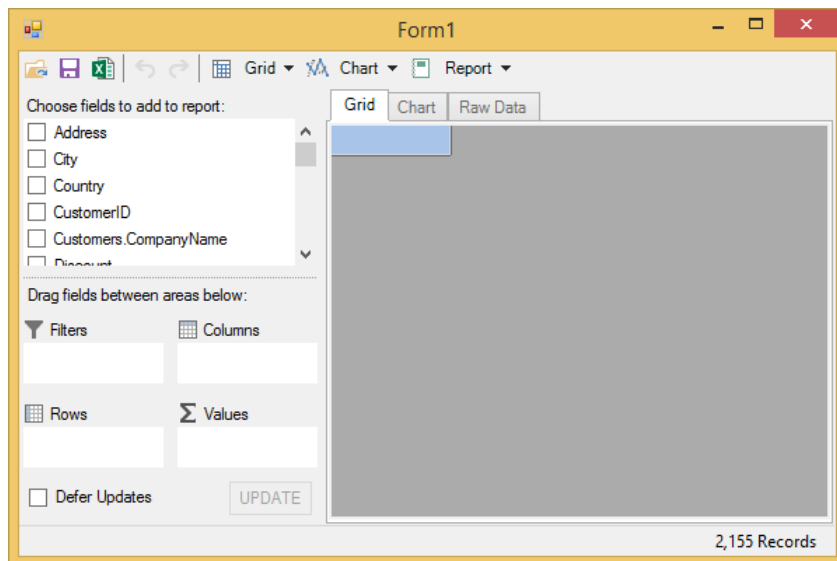 Form1
Grid Chart Report
Choose fields to add to report:
Address
City
Country
CustomerID
Customers.CompanyName
Discount
Drag fields between areas below:
Filters Columns
Rows Σ Values
Defer Updates UPDATE
Grid Chart Raw Data
2,155 Records